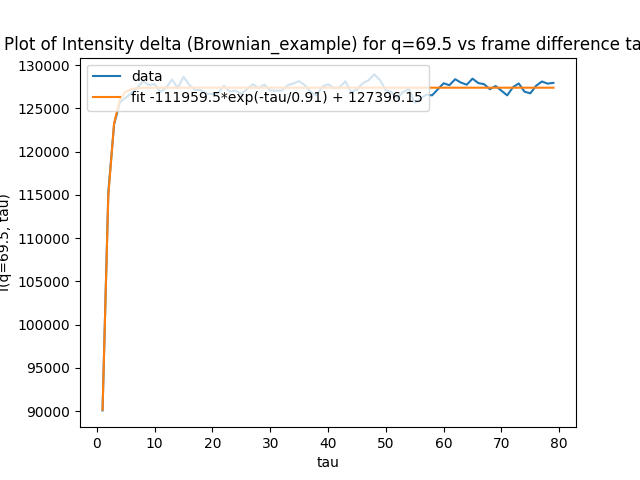 Plot of Intensity delta (Brownian_example) for q=69.5 vs frame difference ta
data
fit -111959.5*exp(-tau/0.91) + 127396.15
130000
125000
120000
115000
110000
105000
100000
95000
90000
I(q=69.5, tau)
0 10 20 30 40 50 60 70 80
tau